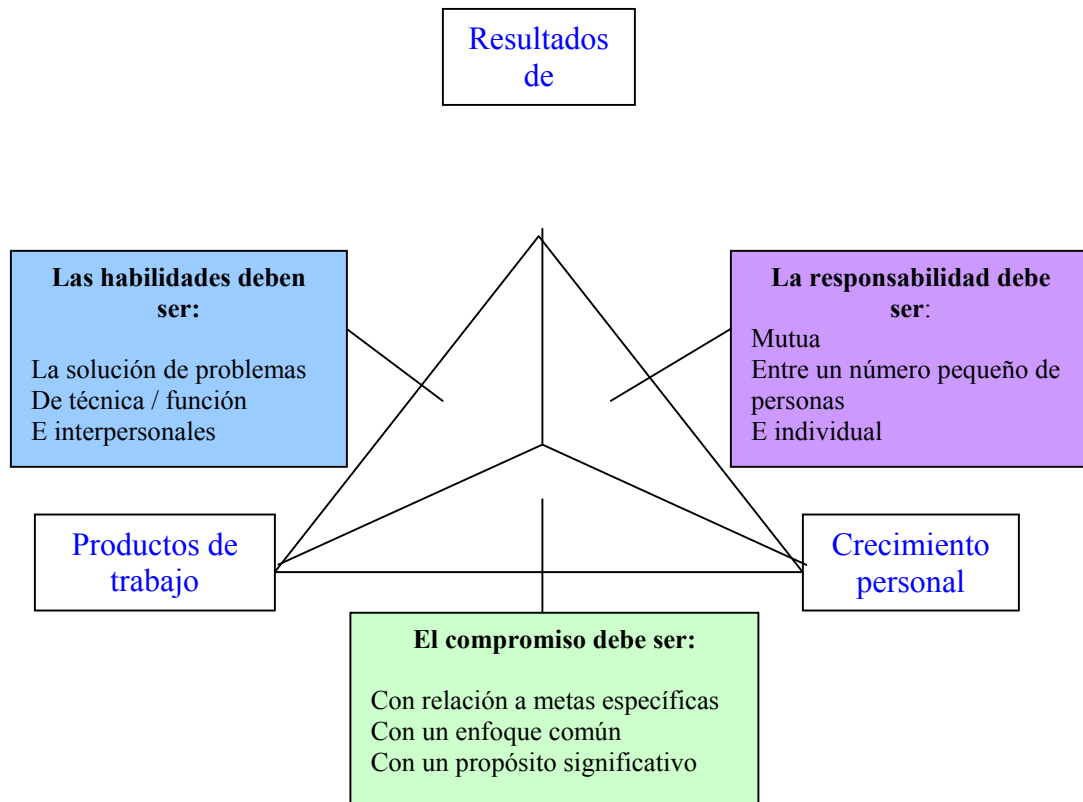 Resultados
de
Las habilidades deben
ser:
La solución de problemas
De técnica / función
E interpersonales
La responsabilidad debe
ser:
Mutua
Entre un número pequeño de
personas
E individual
Productos de
trabajo
Crecimiento
personal
El compromiso debe ser:
Con relación a metas específicas
Con un enfoque común
Con un propósito significativo